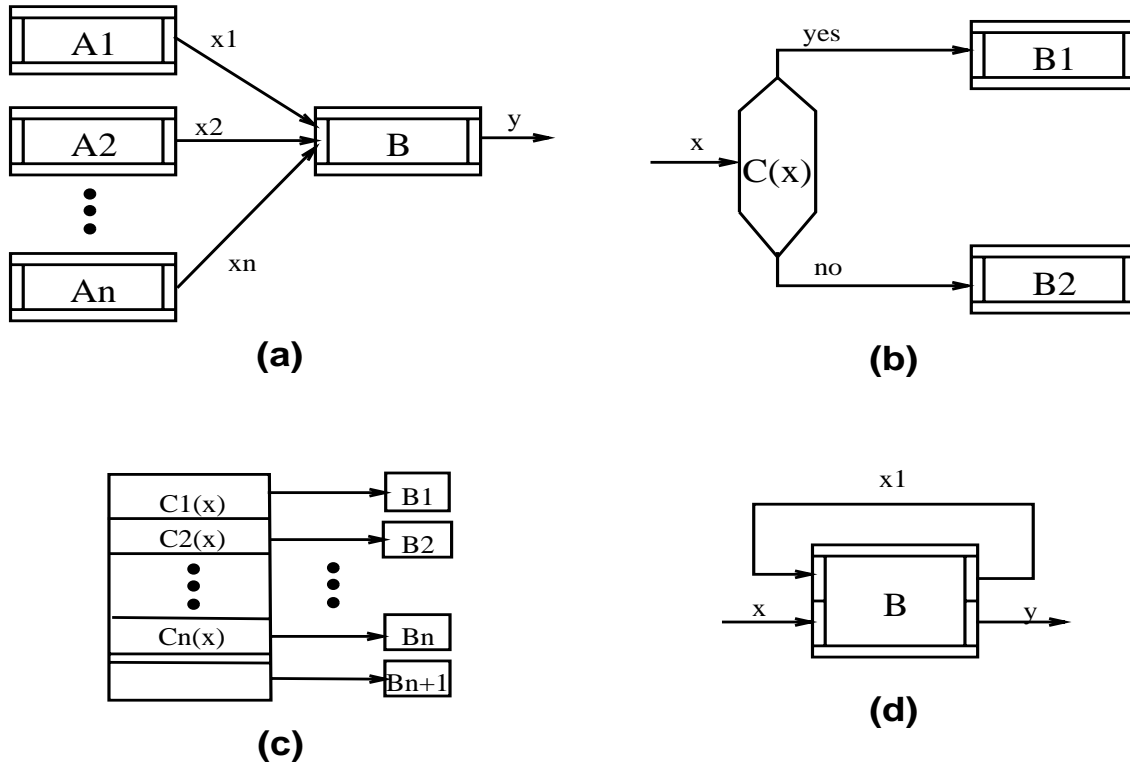 A1
x1
A2
x2
B
y
An
xn
(a)
yes
B1
x
C(x)
no
B2
(b)
C1(x)
B1
C2(x)
B2
Cn(x)
Bn
Bn+1
(c)
x1
B
x
y
(d)